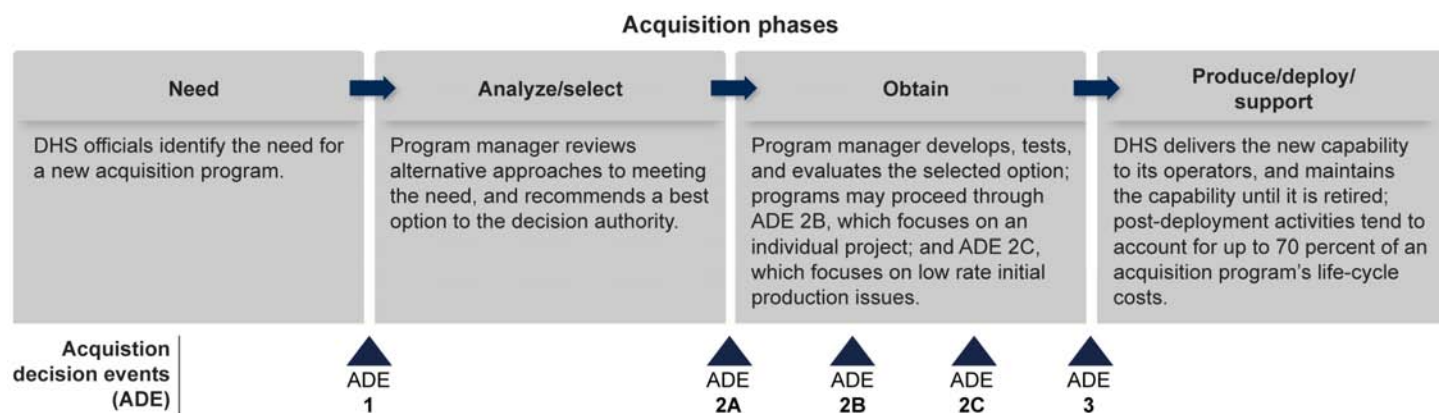 Acquisition phases
Need
DHS officials identify the need for
a new acquisition program.
Analyze/select
Program manager reviews
alternative approaches to meeting
the need, and recommends a best
option to the decision authority.
Obtain
Program manager develops, tests,
and evaluates the selected option;
programs may proceed through
ADE 2B, which focuses on an
individual project; and ADE 2C,
which focuses on low rate initial
production issues.
Produce/deploy/
support
DHS delivers the new capability
to its operators, and maintains
the capability until it is retired;
post-deployment activities tend to
account for up to 70 percent of an
acquisition program's life-cycle
costs.
Acquistion
decision events
(ADE)
ADE
1
ADE
2A
ADE
2B
ADE
2C
ADE
3